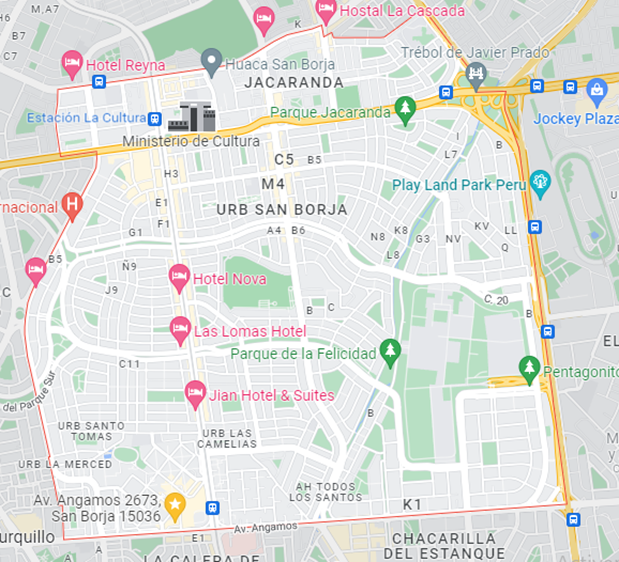 M,A7
K
Hostal La Cascada
B7
Hotel Reyna
Huaca San Borja
Trébol de Javier Prado
JACARANDA
Parque Jacaranda
Jockey Plaza
Estación La Cultura
Ministerio de Cultura
I
L7
B
C5
B5
H3
M4
Play Land Park Peru
E1
rnacional
URB SAN BORJA
F1
G1
A4
B6
N8
K8
G3
NV
KV
LL
Q
B5
Ñ9
L8
J9
Hotel Nova
C
C. 20
B
C
B
Las Lomas Hotel
Parque de la Felicidad
EL
C11
Pentagonito
Jian Hotel & Suites
del Parque Sur
B
URB SANTO
TOMAS
URB LAS
CAMELIAS
M
y
URB LA MERCED
AH TODOS
LOS SANTOS
Av. Angamos 2673,
San Borja 15036
K1
urquillo
Av. Angamos
E1
CHACARILLA
DEL ESTANQUE
LA CALERA DE